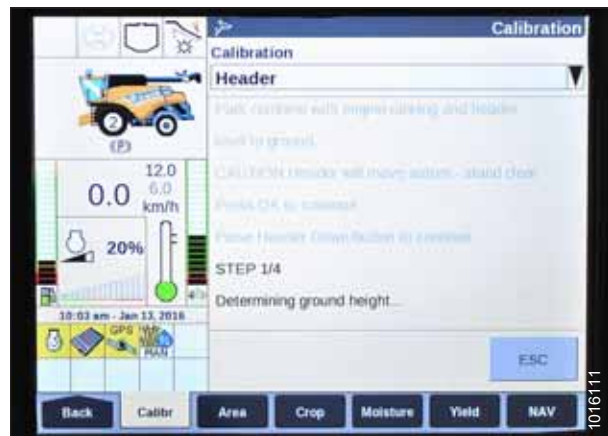 Calibration
Calibration
Header
Park combine with engine running and header
level to ground.
CAUTION Header will move
stand clear
Press OK to continue
Press Header Down Button to continue
STEP 1/4
Determining ground height...
2
(P)
12.0
6.0
0.0 km/h
20%
10:03 am - Jan 13, 2016
GPS
MAN
ESC
Back
Calibr
Area
Crop
Moisture
Yield
NAV
1016111